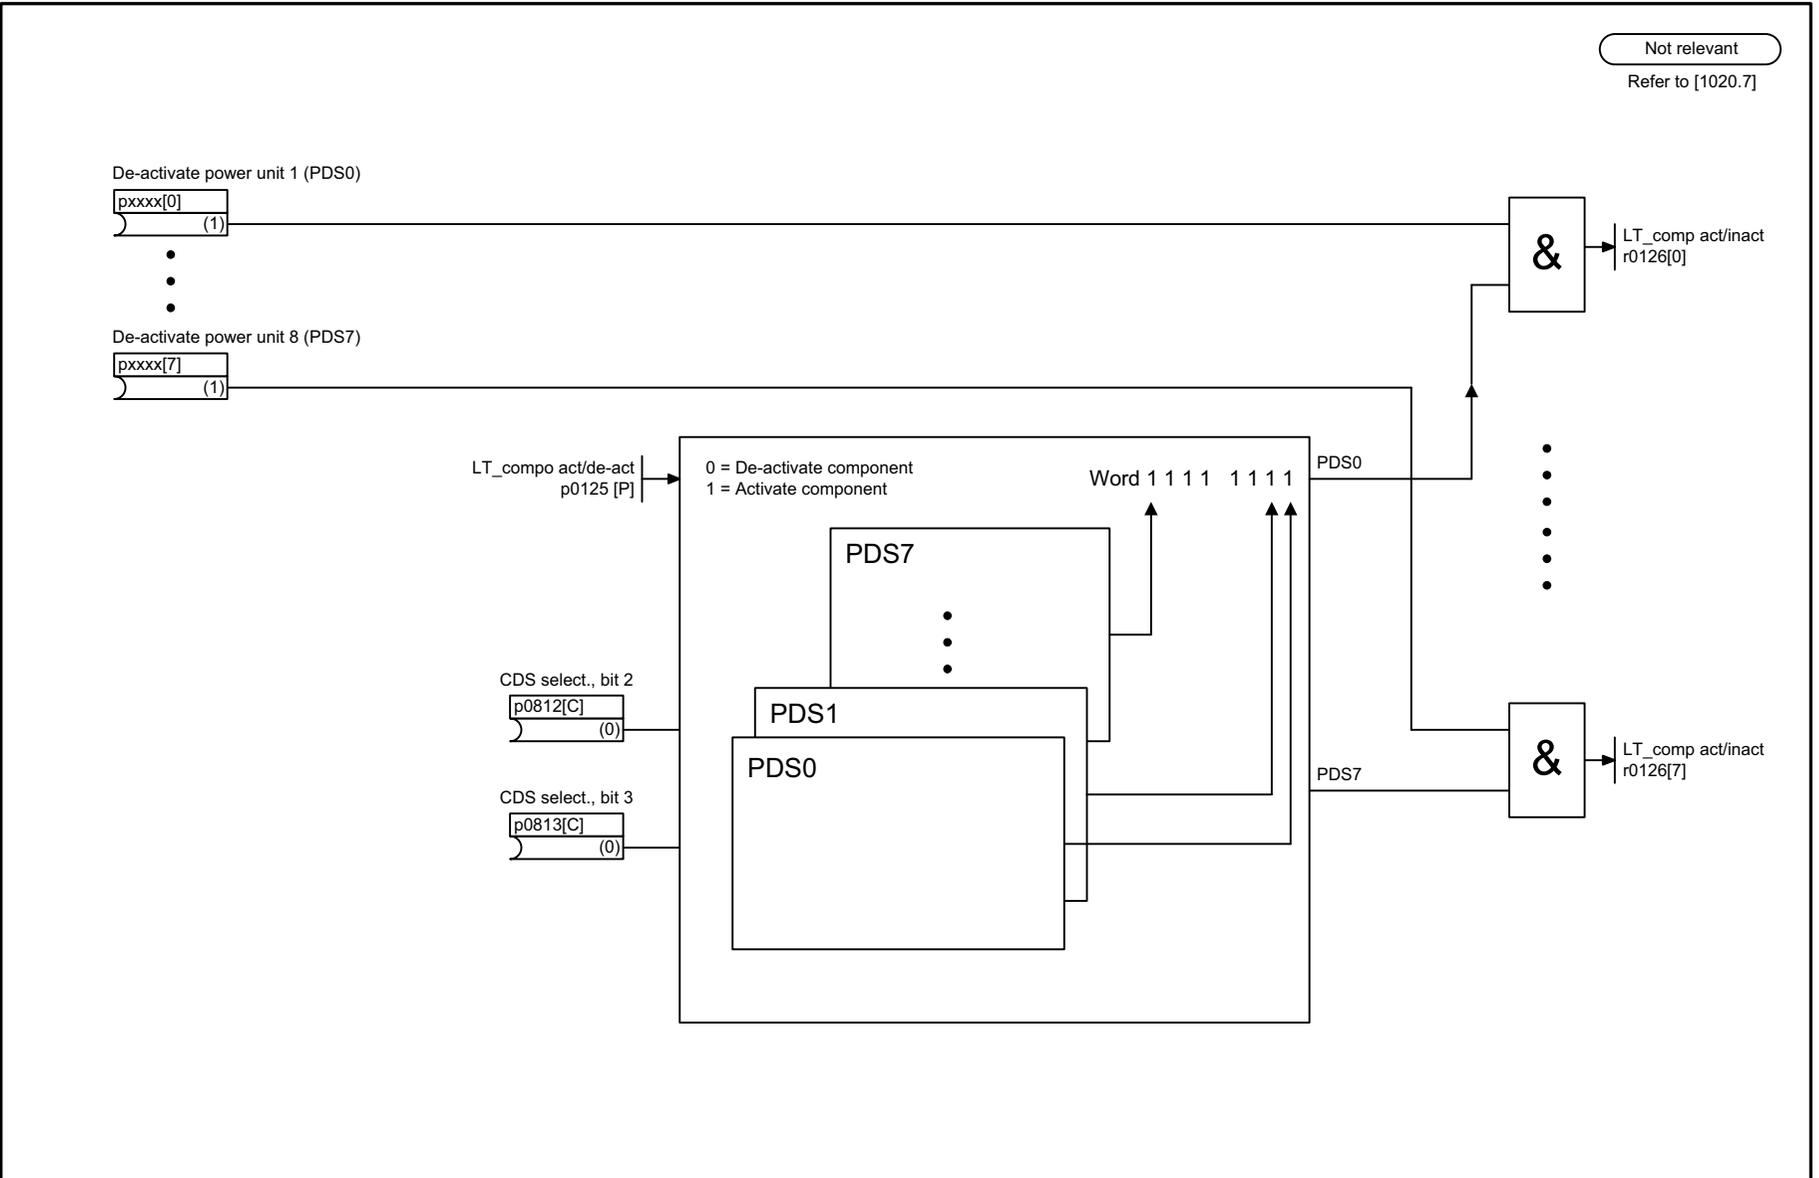 Not relevant
Refer to [1020.7]
De-activate power unit 1 (PDS0)
pxxxx[0]
(1)
&
LT_comp act/inact
r0126[0]
De-activate power unit 8 (PDS7)
pxxxx[7]
(1)
LT_compo act/de-act
p0125 [P]
0 = De-activate component
1 = Activate component
Word 1 1 1 1 1 1 1 1
PDS0
PDS7
PDS1
PDS0
CDS select., bit 2
p0812[C]
(0)
CDS select., bit 3
p0813[C]
(0)
PDS7
&
LT_comp act/inact
r0126[7]